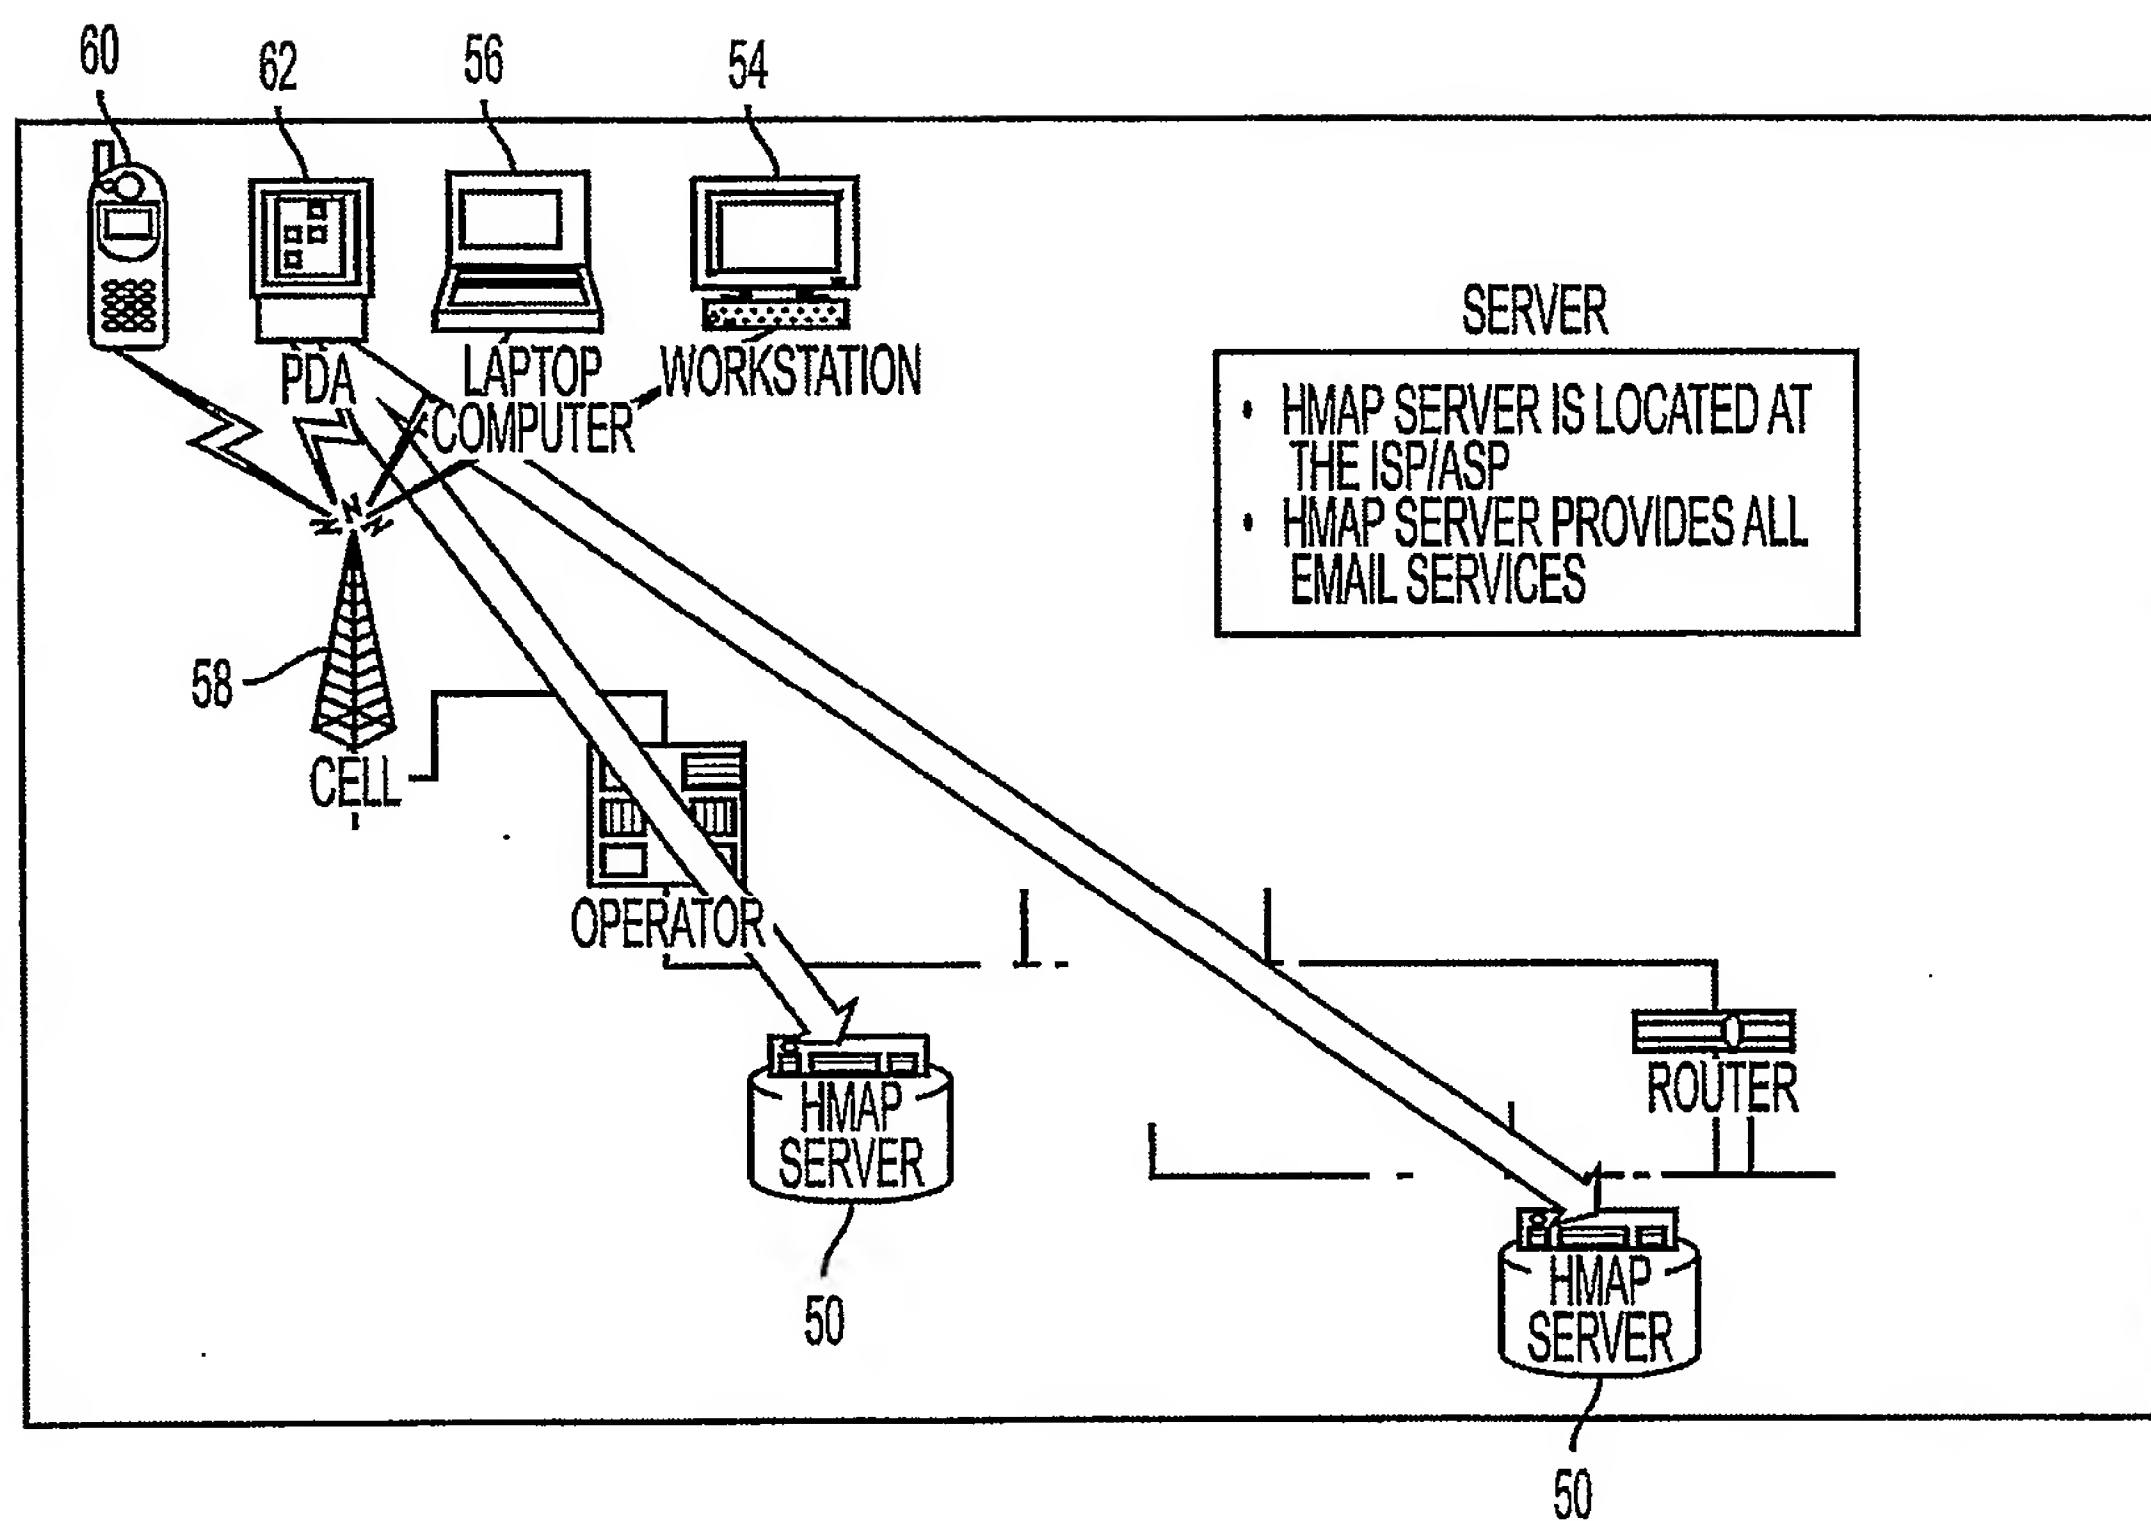 60
62
56
54
PDA
LAPTOP
COMPUTER
WORKSTATION
SERVER
• HMAP SERVER IS LOCATED AT
THE ISP/ASP
• HMAP SERVER PROVIDES ALL
EMAIL SERVICES
58
CELL
OPERATOR
ROUTER
HMAP
SERVER
50
HMAP
SERVER
50